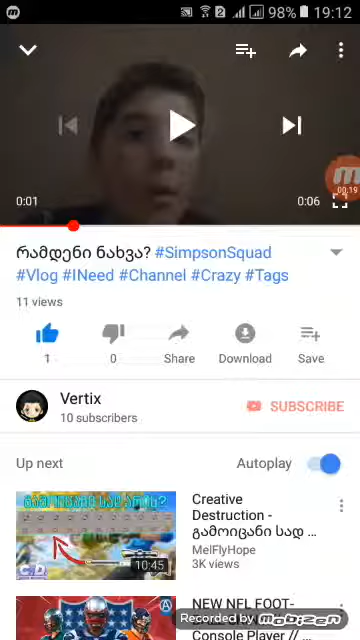 98% 19:12
0:01
0:06
00:19
რამდენი ნახვა? #SimpsonSquad
#Vlog #INeed #Channel #Crazy #Tags
11 views
1
0
Share
Download
Save
Vertix
10 subscribers
SUBSCRIBE
Up next
Autoplay
10:45
Creative
Destruction -
გამოიცანი სად ...
MelFlyHope
3K views
NEW NFL FOOT-
Console Player //
Recorded by mobizen